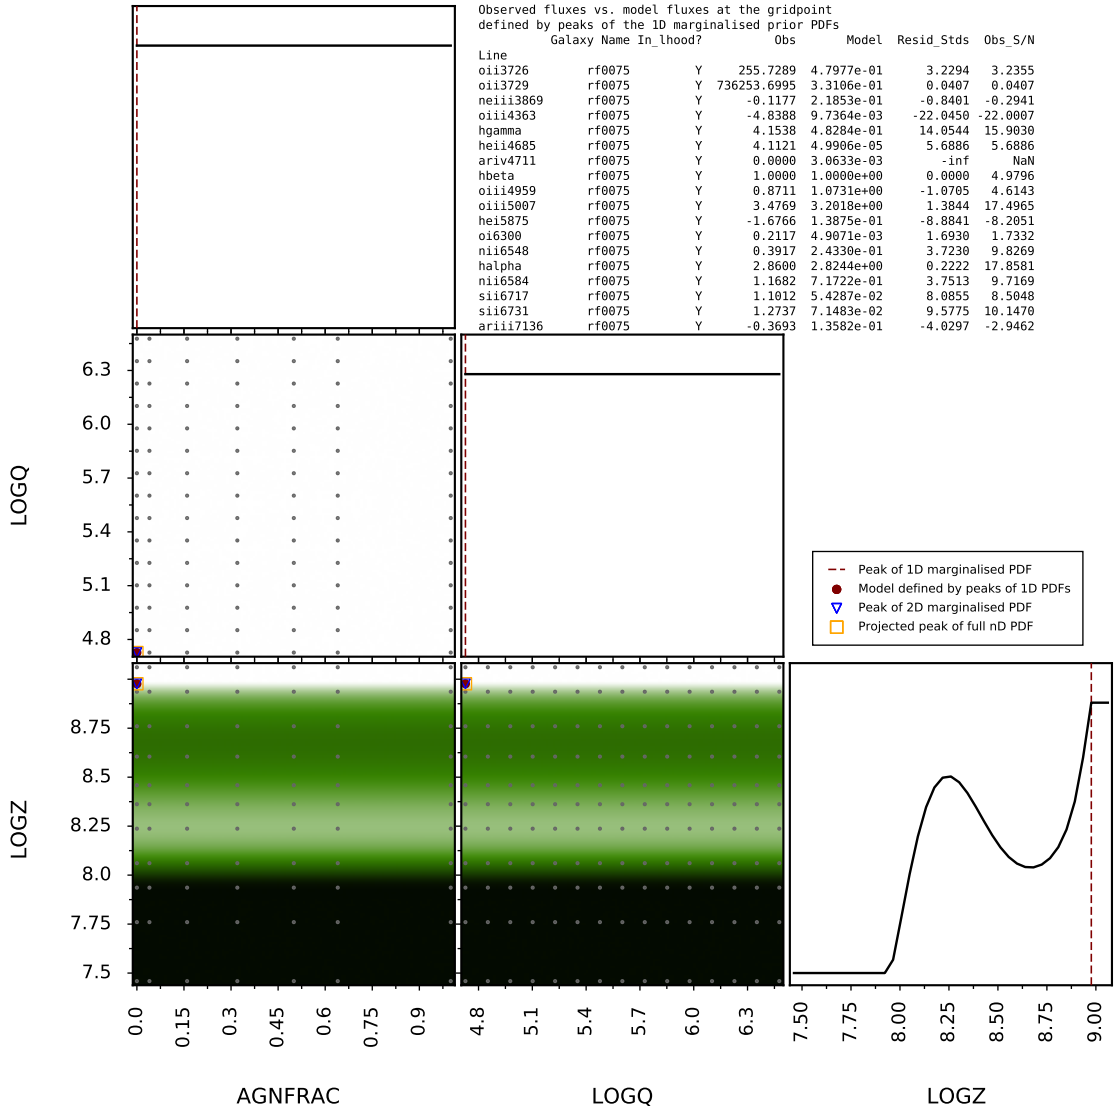 Observed fluxes vs. model fluxes at the gridpoint
defined by peaks of the 1D marginalised prior PDFs
Galaxy Name In_lhood? Obs Model Resid_Stds Obs_S/N
Line
oii3726 rf0075 Y 255.7289 4.7977e-01 3.2294 3.2355
oii3729 rf0075 Y 736253.6995 3.3106e-01 0.0407 0.0407
neiii3869 rf0075 Y -0.1177 2.1853e-01 -0.8401 -0.2941
oiii4363 rf0075 Y -4.8388 9.7364e-03 -22.0450 -22.0007
hgamma rf0075 Y 4.1538 4.8284e-01 14.0544 15.9030
heii4685 rf0075 Y 4.1121 4.9906e-05 5.6886 5.6886
ariv4711 rf0075 Y 0.0000 3.0633e-03 -inf NaN
hbeta rf0075 Y 1.0000 1.0000e+00 0.0000 4.9796
oiii4959 rf0075 Y 0.8711 1.0731e+00 -1.0705 4.6143
oiii5007 rf0075 Y 3.4769 3.2018e+00 1.3844 17.4965
hei5875 rf0075 Y -1.6766 1.3875e-01 -8.8841 -8.2051
oi6300 rf0075 Y 0.2117 4.9071e-03 1.6930 1.7332
nii6548 rf0075 Y 0.3917 2.4330e-01 3.7230 9.8269
halpha rf0075 Y 2.8600 2.8244e+00 0.2222 17.8581
nii6584 rf0075 Y 1.1682 7.1722e-01 3.7513 9.7169
sii6717 rf0075 Y 1.1012 5.4287e-02 8.0855 8.5048
sii6731 rf0075 Y 1.2737 7.1483e-02 9.5775 10.1470
ariii7136 rf0075 Y -0.3693 1.3582e-01 -4.0297 -2.9462
LOGQ
6.3
6.0
5.7
5.4
5.1
4.8
Peak of 1D marginalised PDF
Model defined by peaks of 1D PDFs
Peak of 2D marginalised PDF
Projected peak of full nD PDF
LOGZ
8.75
8.5
8.25
8.0
7.75
7.5
0.0 0.15 0.3 0.45 0.6 0.75 0.9
4.8 5.1 5.4 5.7 6.0 6.3
7.50 7.75 8.00 8.25 8.50 8.75 9.00
AGNFRAC LOGQ LOGZ